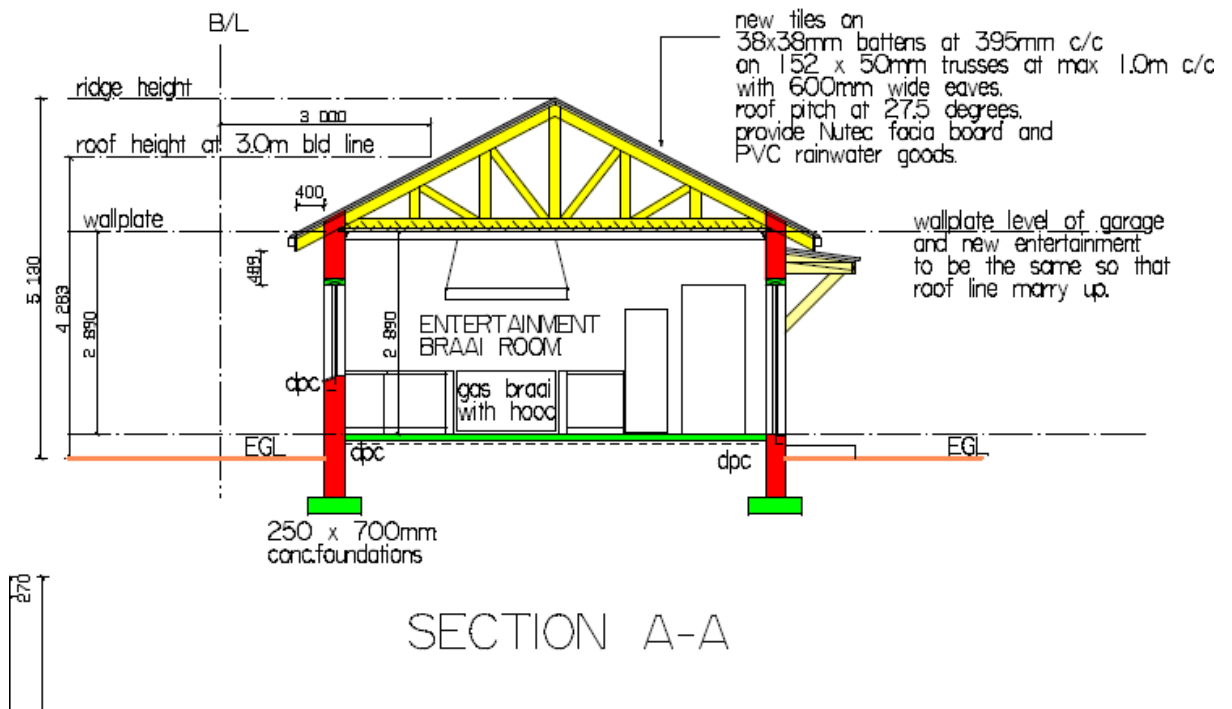 B/L
new tiles on
38x38mm battens at 395mm c/c
on 152 x 50mm trusses at max 1.0m c/c
with 600mm wide eaves.
roof pitch at 27.5 degrees.
provide Nutec facia board and
PVC rainwater goods.
ridge height
3 000
roof height at 3.0m bld line
400
wallplate
wallplate level of garage
and new entertainment
to be the same so that
roof line marry up.
489
5 130
4 283
2 890
2 890
ENTERTAINMENT
BRAAI ROOM
dpc
gas braai
with hood
EGL
dpc
dpc
EGL
250 x 700mm
conc.foundations
270
SECTION A-A